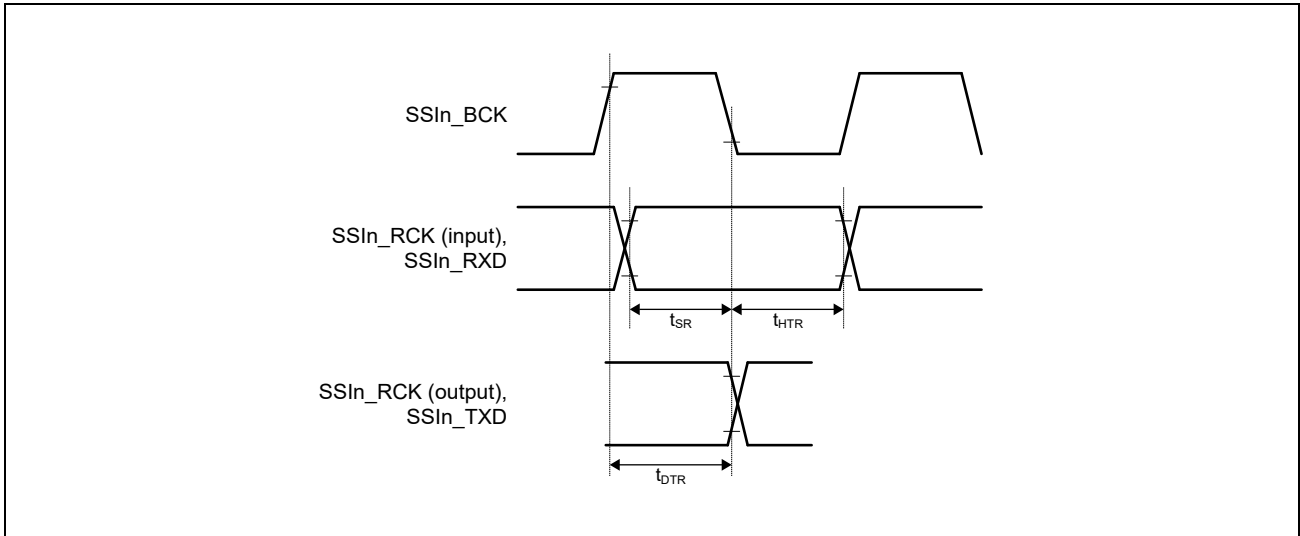 SSIn_BCK
SSIn_RCK (input),
SSIn_RXD
tSR
tHTR
SSIn_RCK (output),
SSIn_TXD
tDTR